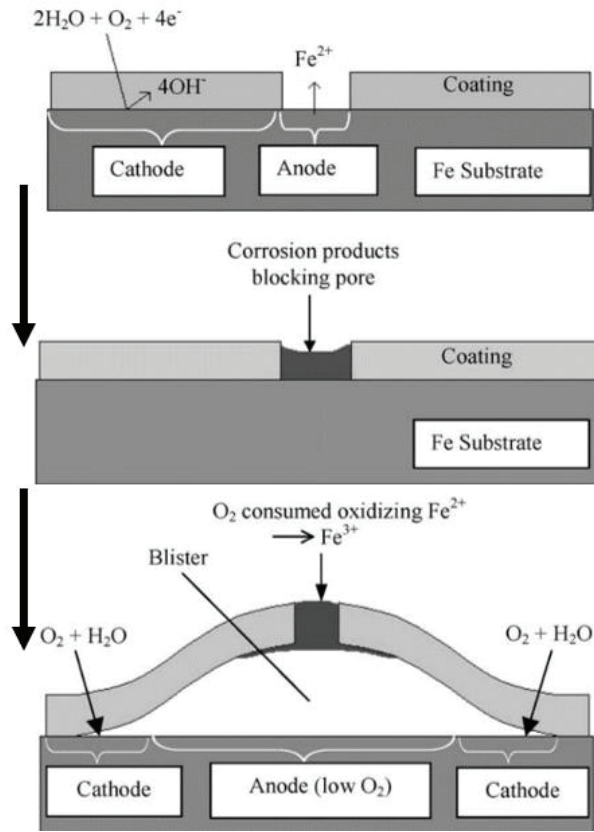 2H₂O + O₂ + 4e⁻
Fe²⁺
4OH⁻
Coating
Cathode
Anode
Fe Substrate
Corrosion products
blocking pore
Coating
Fe Substrate
O₂ consumed oxidizing Fe²⁺
→ Fe³⁺
Blister
O₂ + H₂O
O₂ + H₂O
Cathode
Anode (low O₂)
Cathode